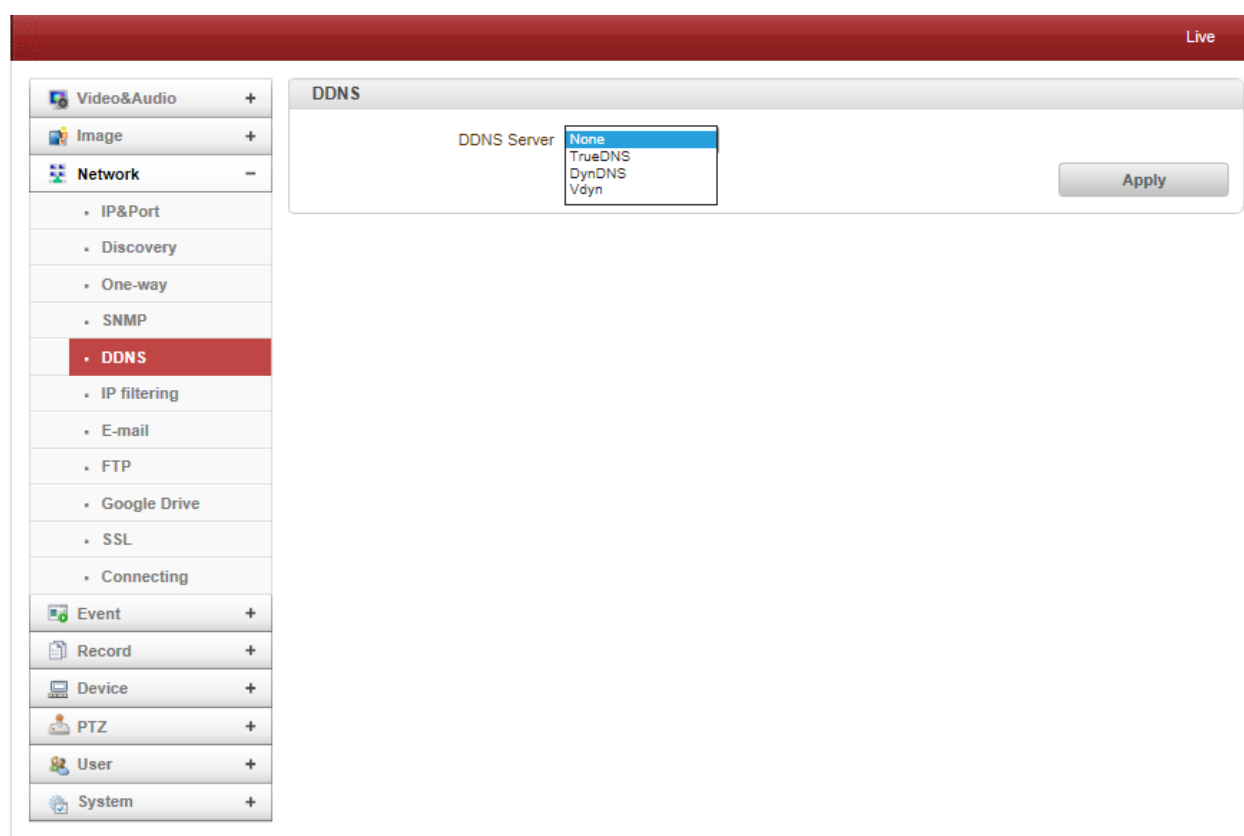 Live
Video&Audio +
Image +
Network -
IP&Port
Discovery
One-way
SNMP
DDNS
IP filtering
E-mail
FTP
Google Drive
SSL
Connecting
Event +
Record +
Device +
PTZ +
User +
System +
DDNS
DDNS Server None
TrueDNS
DynDNS
Vdyn
Apply